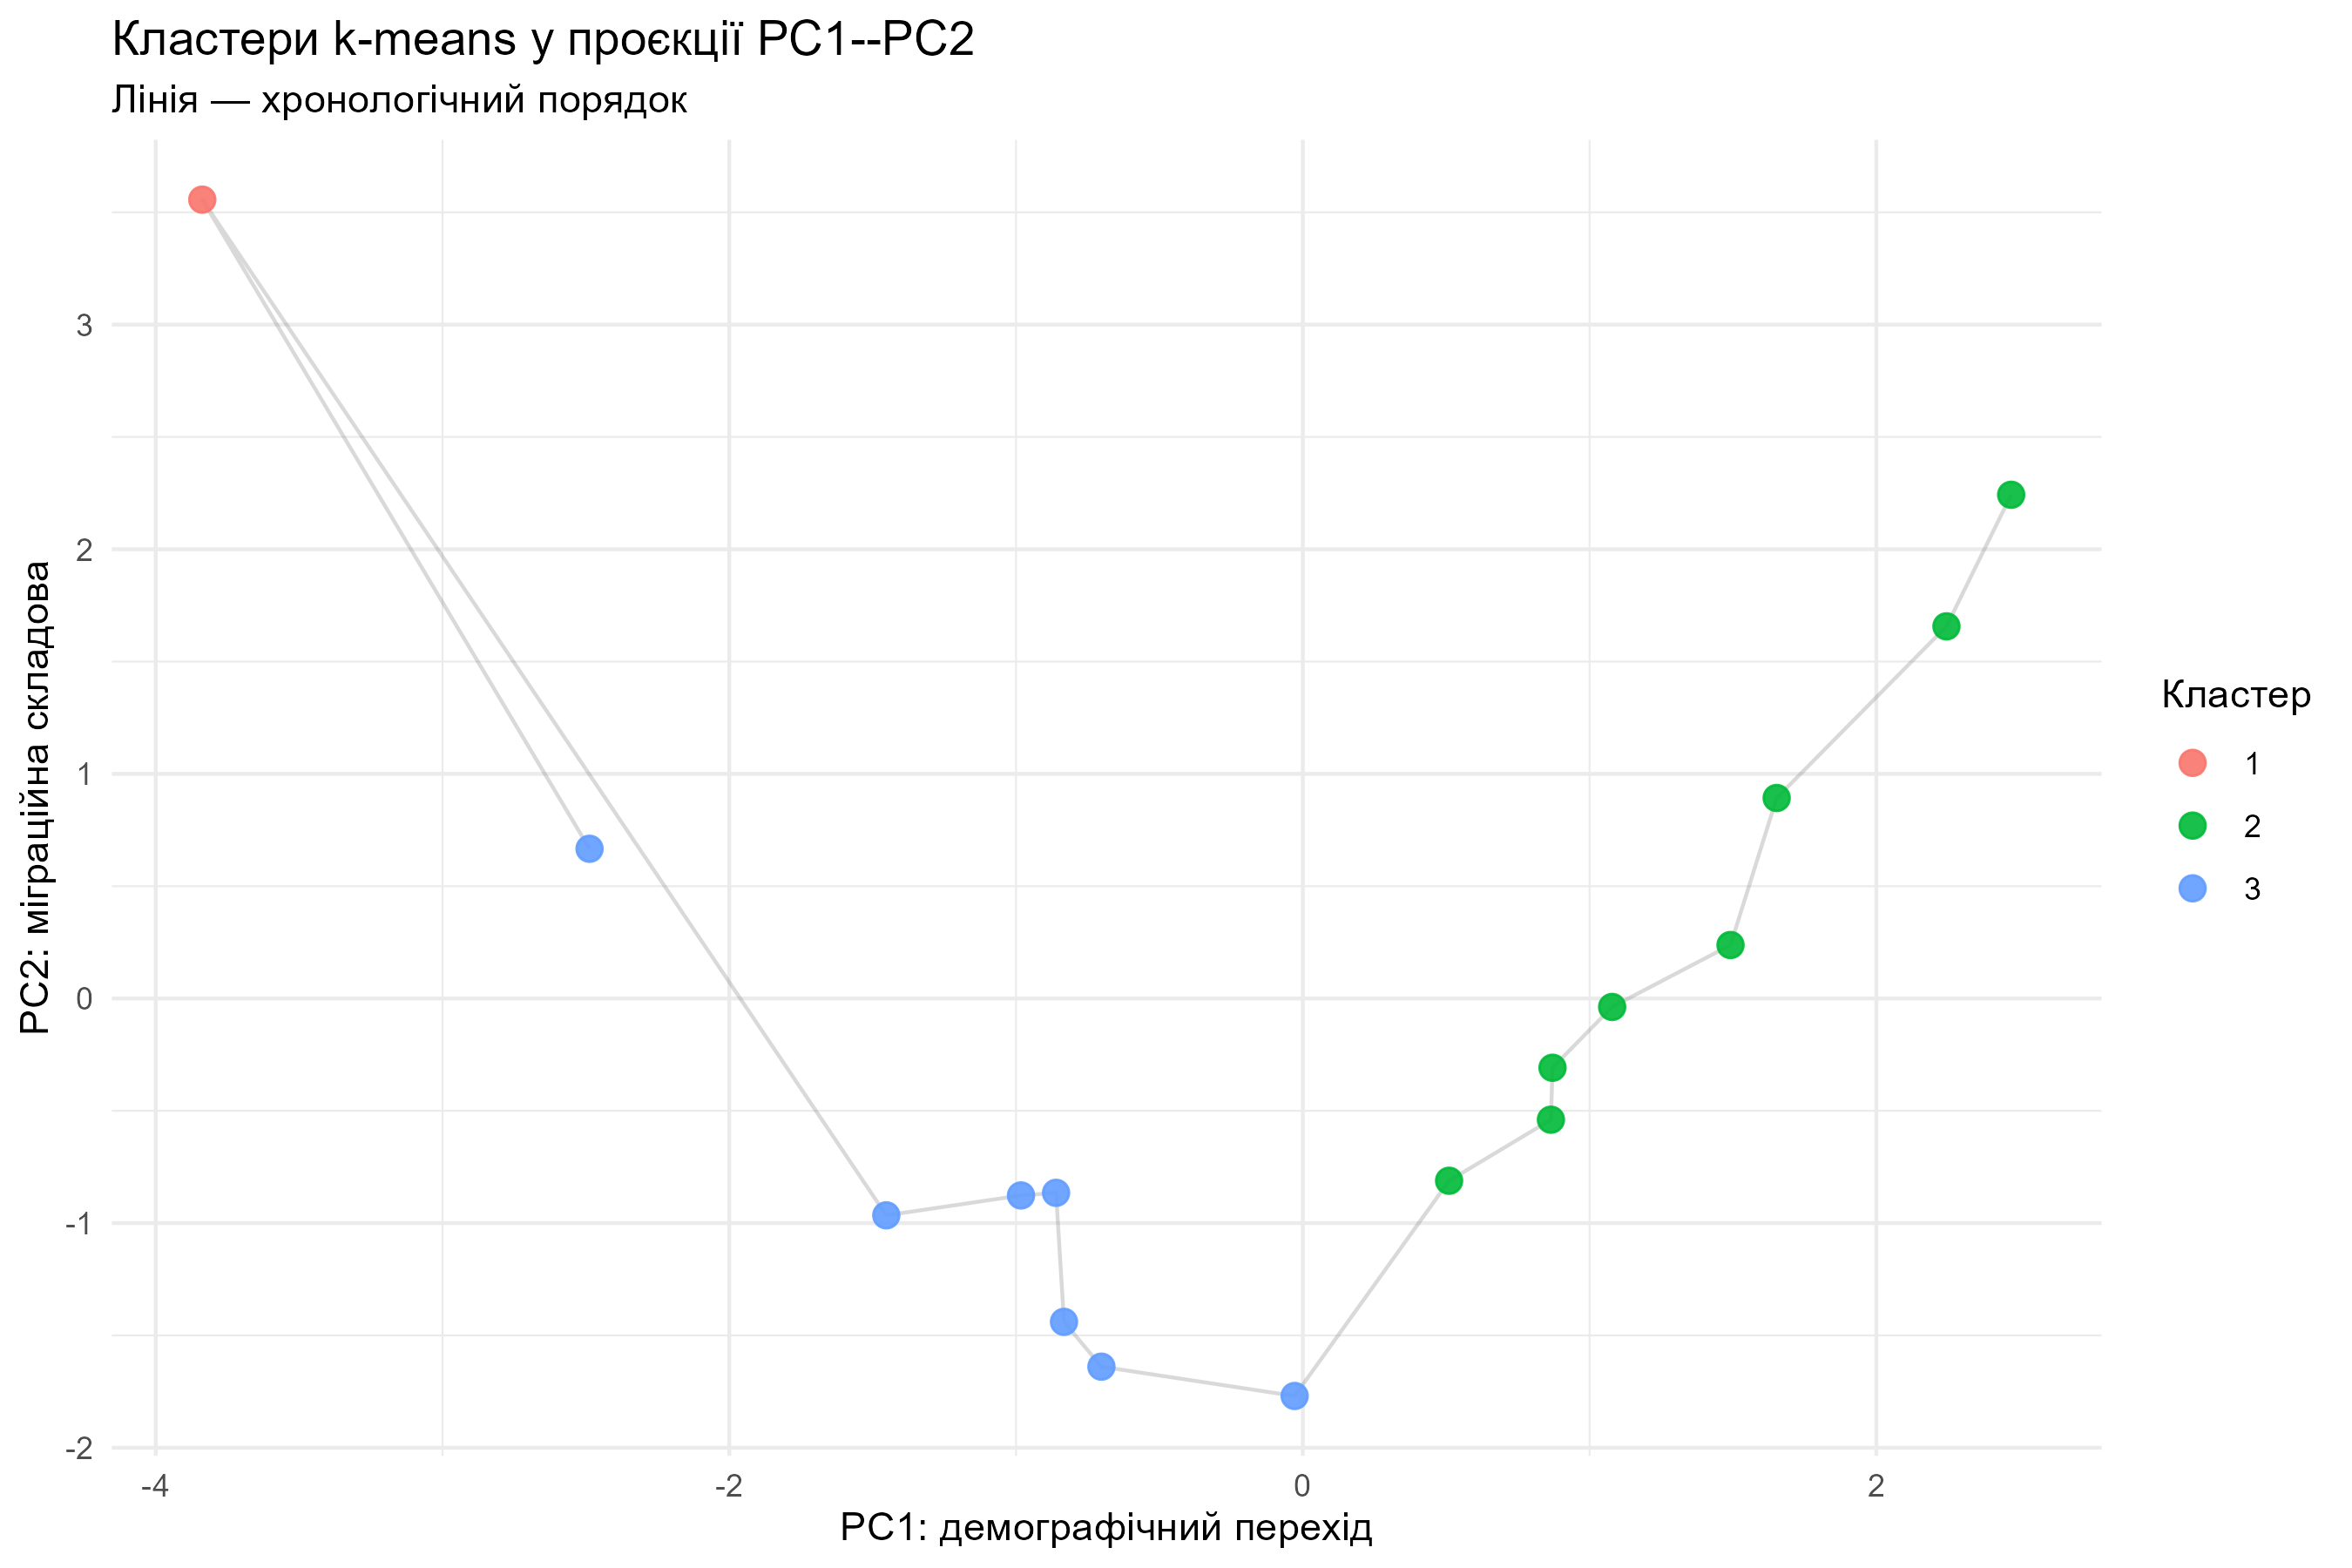 Кластери k-means у проєкції PC1--PC2
Лінія — хронологічний порядок
PC2: міграційна складова
3
2
1
0
-1
-2
-4
-2
0
2
PC1: демографічний перехід
Кластер
1
2
3